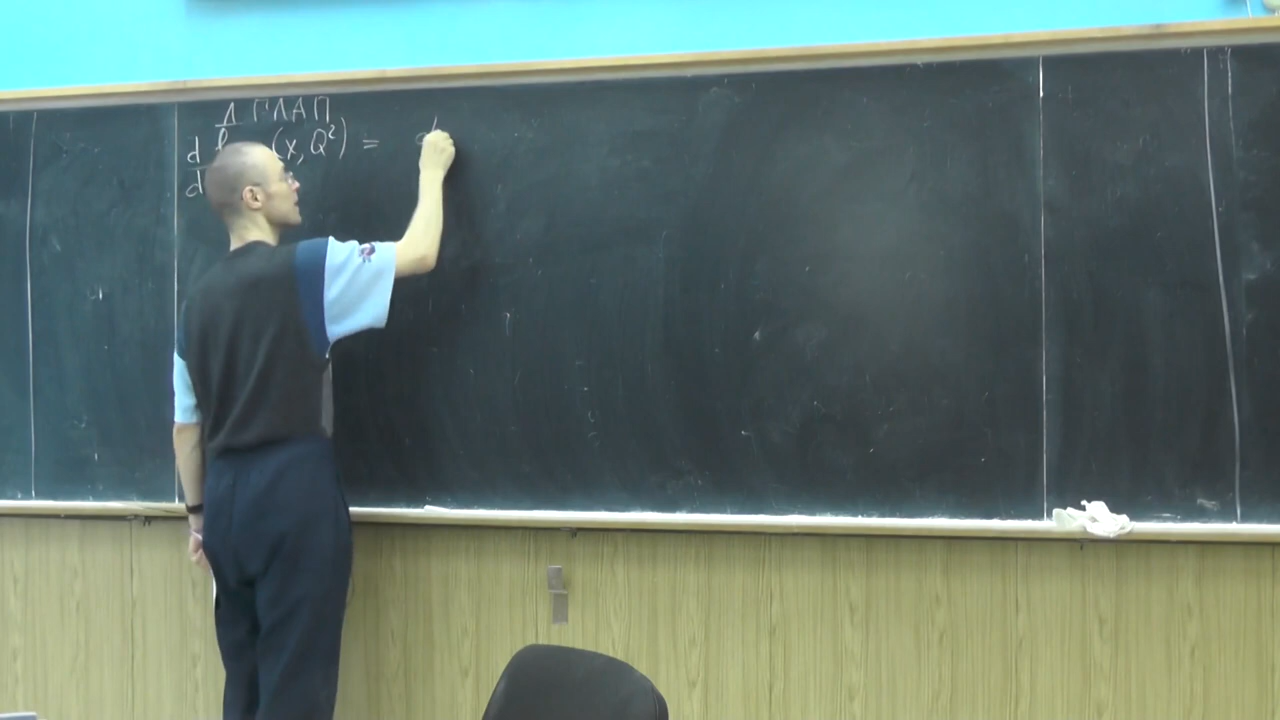 ДГЛАП
d (x, Q²) =
d